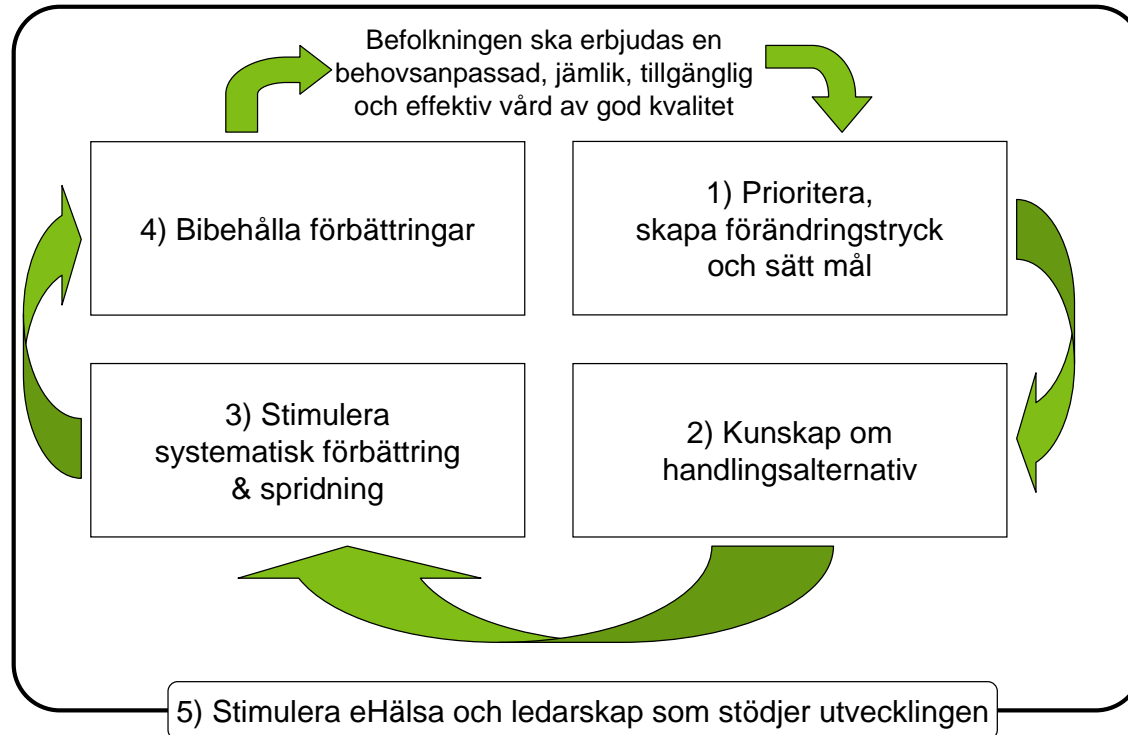 Befolkningen ska erbjudas en
behovsanpassad, jämlik, tillgänglig
och effektiv vård av god kvalitet
1) Prioritera,
skapa förändringstryck
och sätt mål
2) Kunskap om
handlingsalternativ
3) Stimulera
systematisk förbättring
& spridning
4) Bibehålla förbättringar
5) Stimulera eHälsa och ledarskap som stödjer utvecklingen